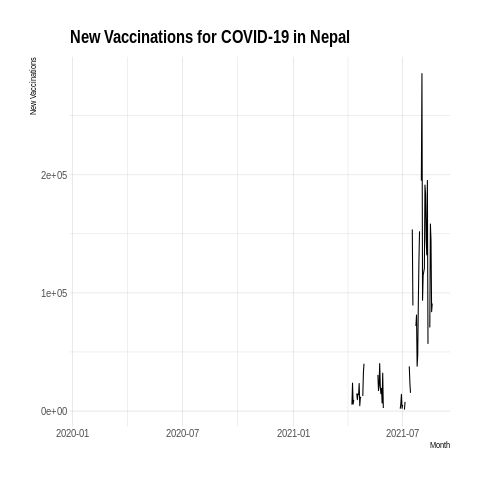 New Vaccinations for COVID-19 in Nepal
New Vaccinations
2e+05
1e+05
0e+00
2020-01
2020-07
2021-01
2021-07
Month